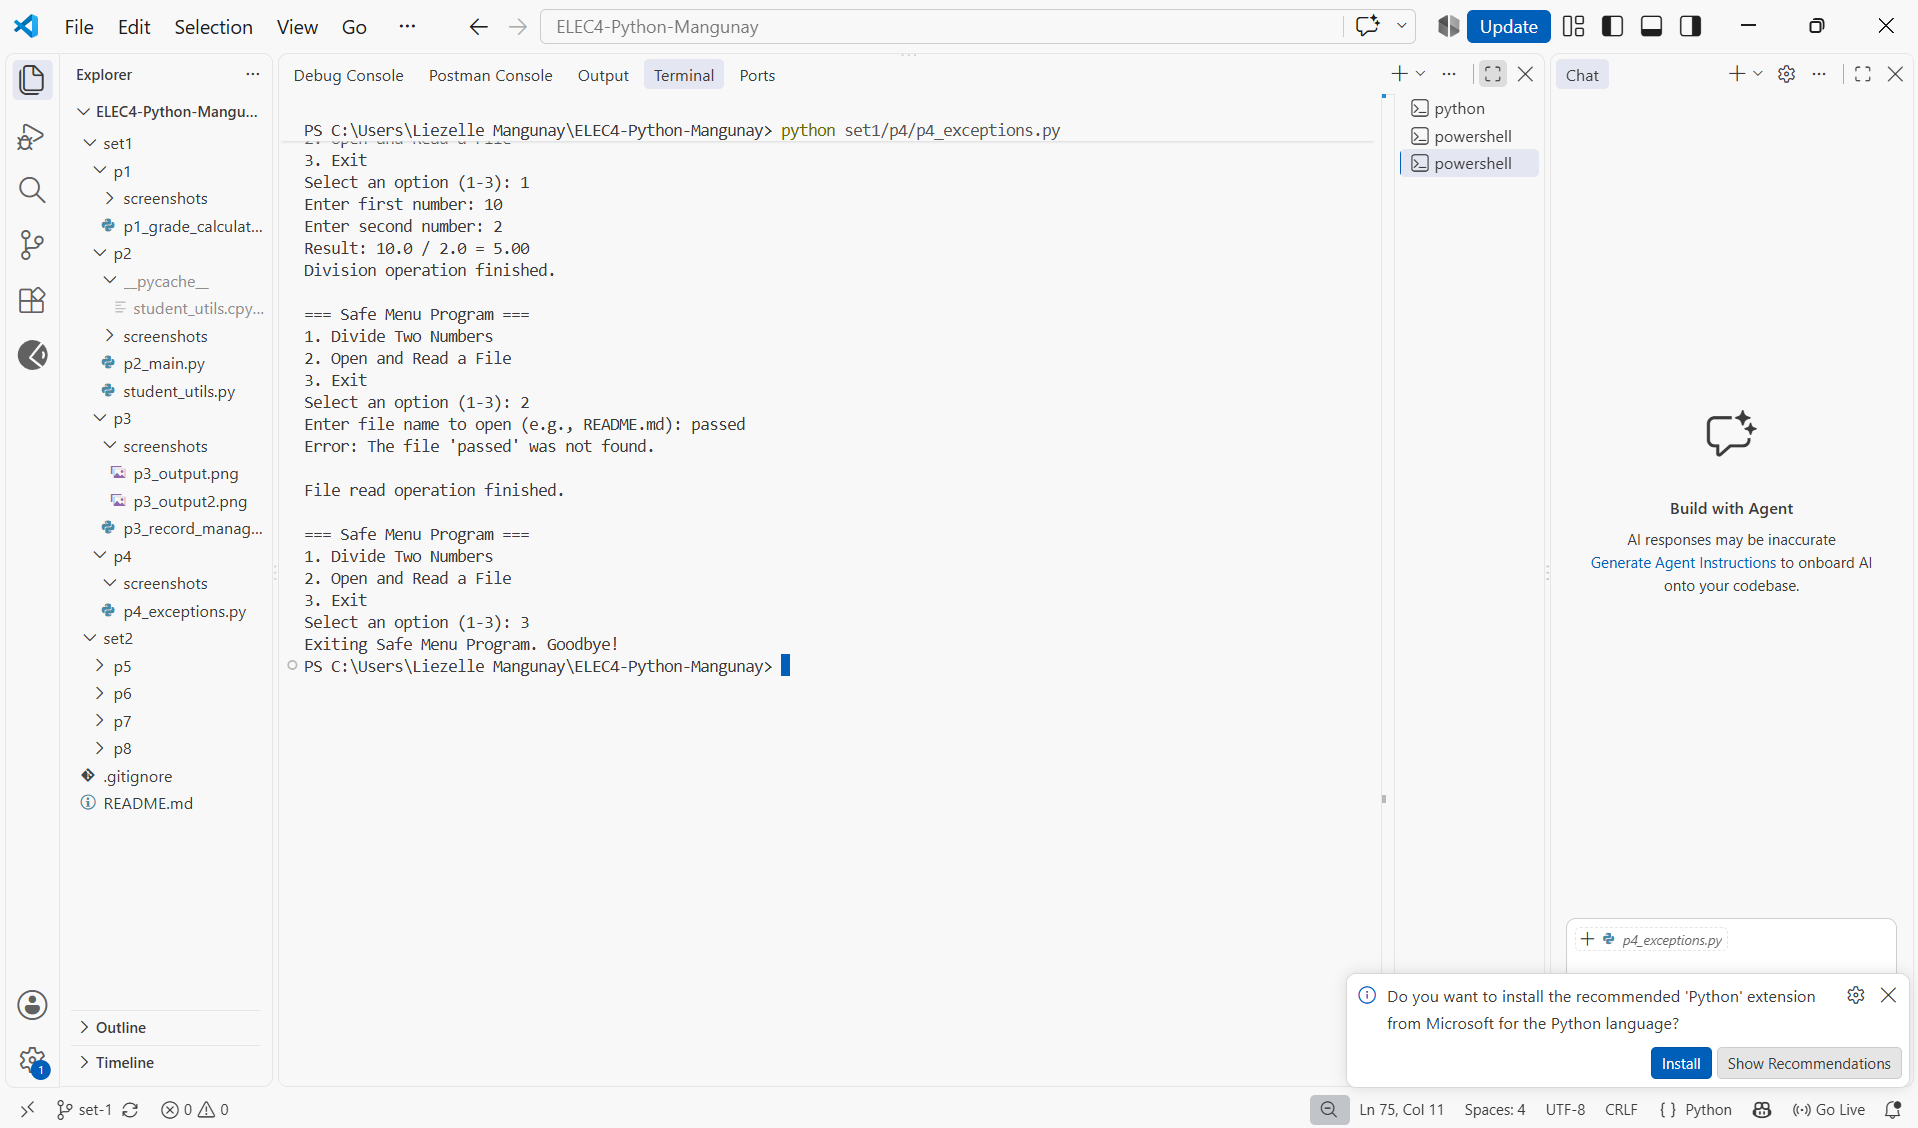 File Edit Selection View Go ··· ELEC4-Python-Mangunay Update
Explorer
ELEC4-Python-Mangu...
set1
p1
screenshots
p1_grade_calculat...
p2
__pycache__
student_utils.cpy...
screenshots
p2_main.py
student_utils.py
p3
screenshots
p3_output.png
p3_output2.png
p3_record_manag...
p4
screenshots
p4_exceptions.py
set2
p5
p6
p7
p8
.gitignore
README.md
Outline
Timeline
Debug Console Postman Console Output Terminal Ports
PS C:\Users\Liezelle Mangunay\ELEC4-Python-Mangunay> python set1/p4/p4_exceptions.py
2. Open and Read a File
3. Exit
Select an option (1-3): 1
Enter first number: 10
Enter second number: 2
Result: 10.0 / 2.0 = 5.00
Division operation finished.
=== Safe Menu Program ===
1. Divide Two Numbers
2. Open and Read a File
3. Exit
Select an option (1-3): 2
Enter file name to open (e.g., README.md): passed
Error: The file 'passed' was not found.
File read operation finished.
=== Safe Menu Program ===
1. Divide Two Numbers
2. Open and Read a File
3. Exit
Select an option (1-3): 3
Exiting Safe Menu Program. Goodbye!
PS C:\Users\Liezelle Mangunay\ELEC4-Python-Mangunay>
python
powershell
powershell
Chat
Build with Agent
AI responses may be inaccurate
Generate Agent Instructions to onboard AI
onto your codebase.
p4_exceptions.py
Do you want to install the recommended 'Python' extension
from Microsoft for the Python language?
Install Show Recommendations
1
set-1 0 0 Ln 75, Col 11 Spaces: 4 UTF-8 CRLF { } Python Go Live